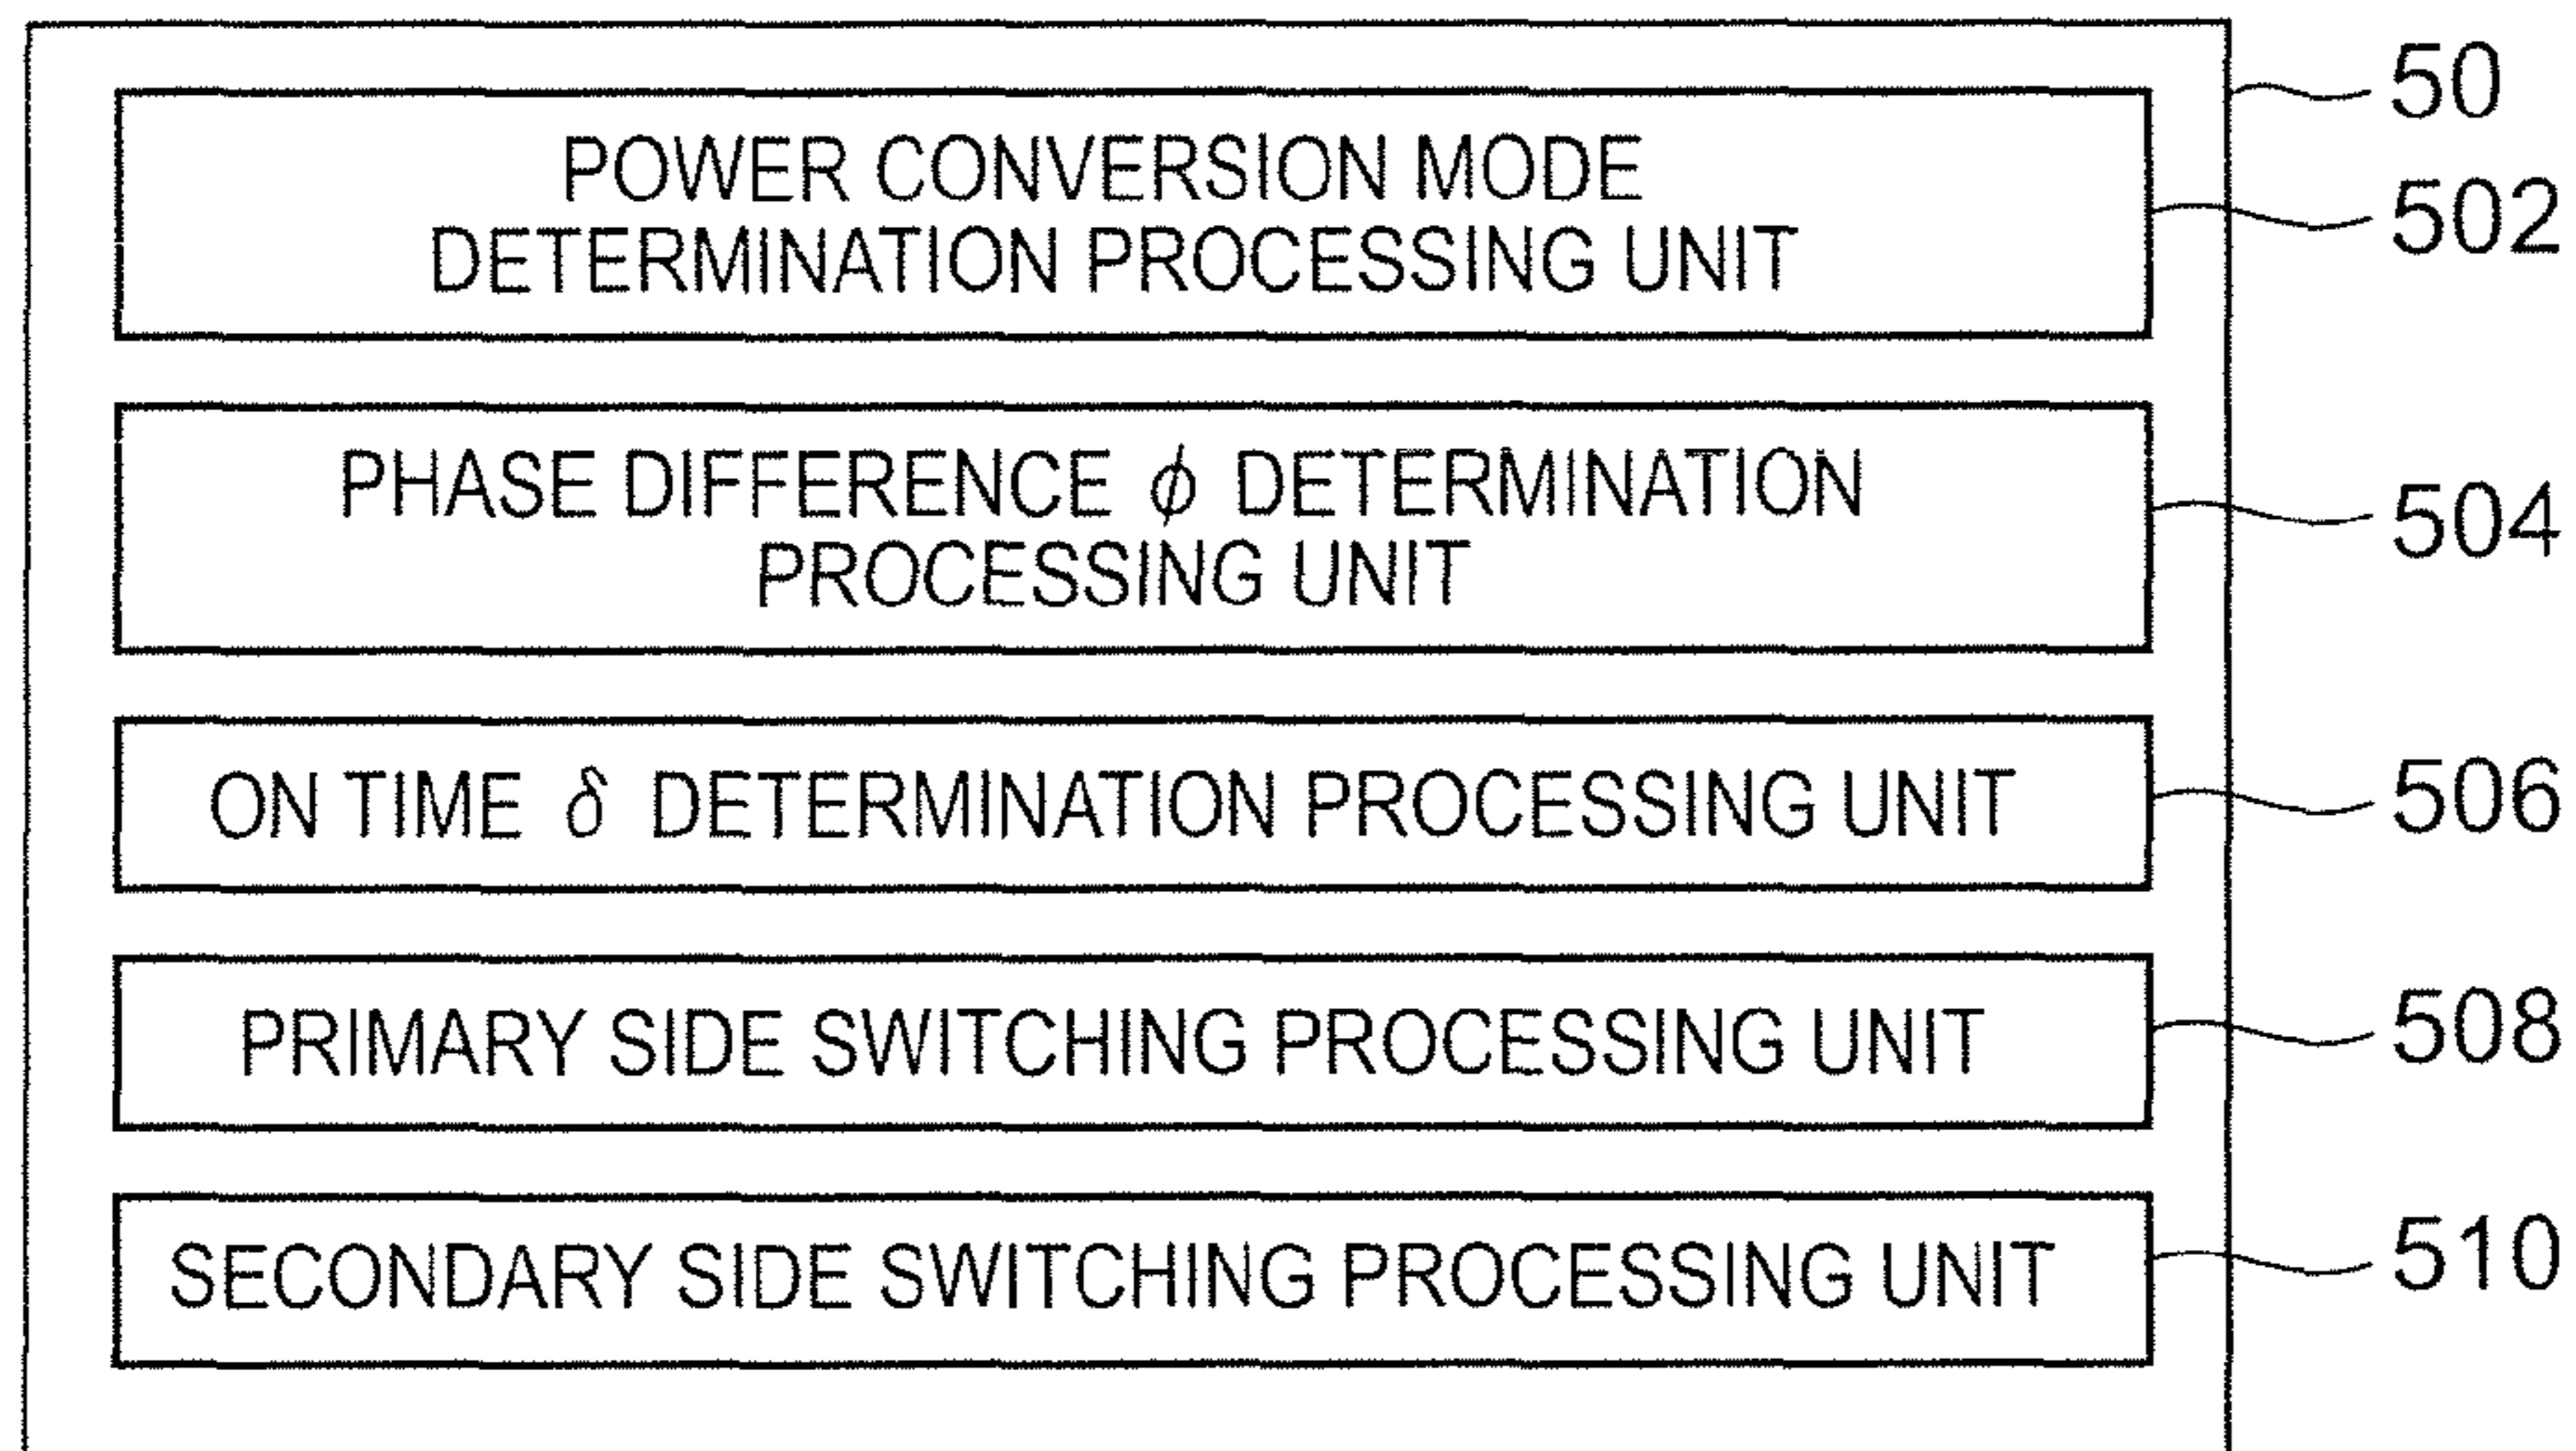 50
POWER CONVERSION MODE
DETERMINATION PROCESSING UNIT
502
PHASE DIFFERENCE ϕ DETERMINATION
PROCESSING UNIT
504
ON TIME δ DETERMINATION PROCESSING UNIT
506
PRIMARY SIDE SWITCHING PROCESSING UNIT
508
SECONDARY SIDE SWITCHING PROCESSING UNIT
510